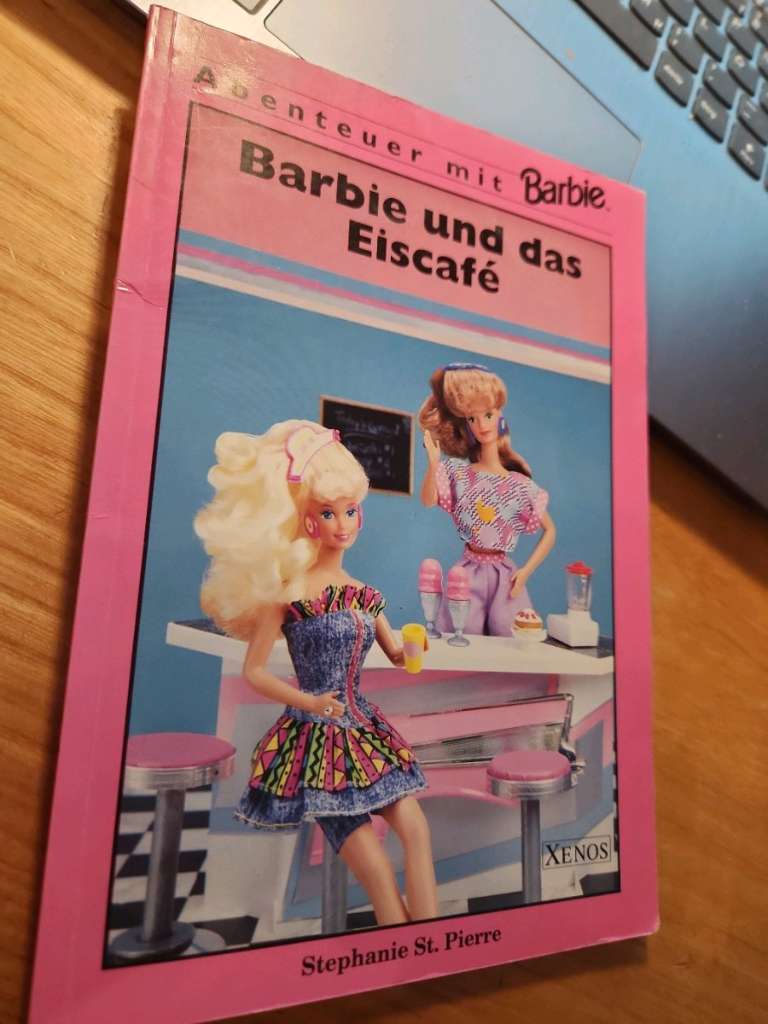 Abenteuer mit Barbie
Barbie und das
Eiscafé
XENOS
Stephanie St. Pierre